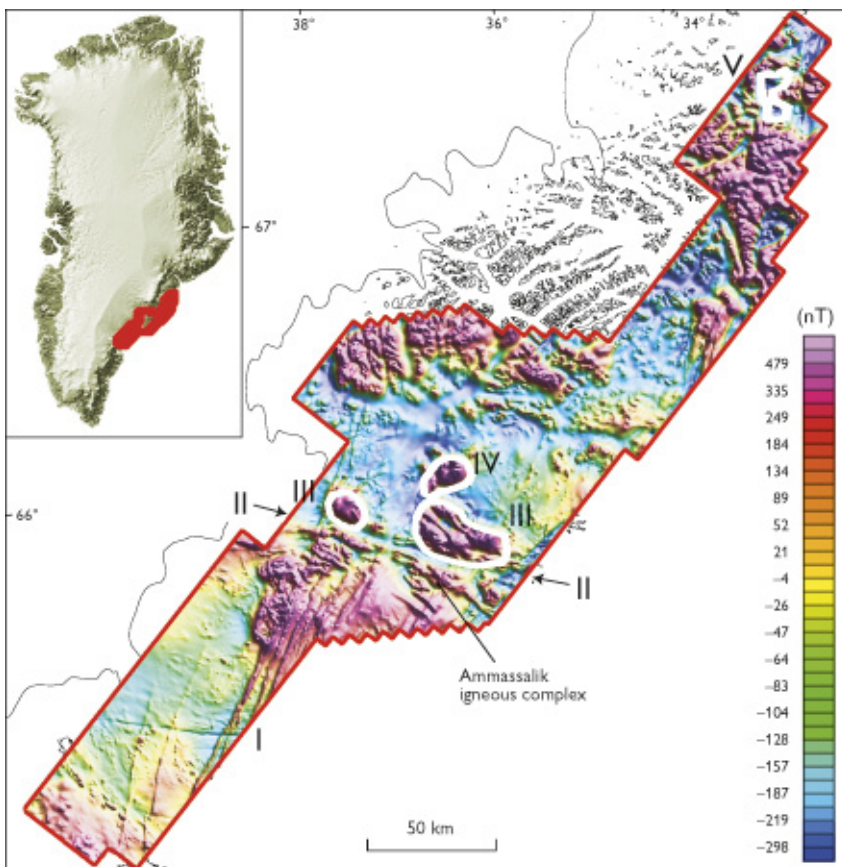 38°
36°
34°
V
67°
(nT)
479
335
249
184
134
89
52
21
−4
−26
−47
−64
−83
−104
−128
−157
−187
−219
−298
IV
III
III
II
66°
II
Ammassalik
igneous complex
I
50 km